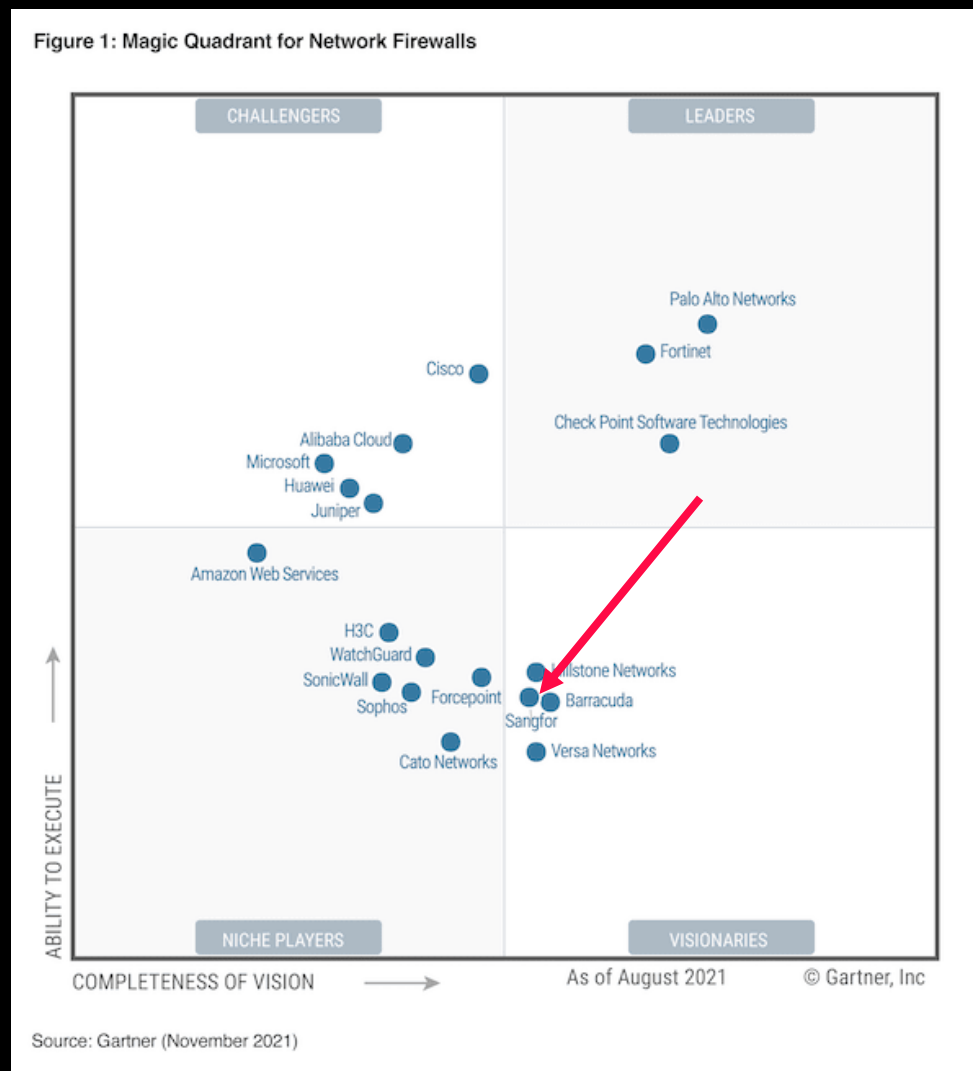 Figure 1: Magic Quadrant for Network Firewalls
CHALLENGERS
LEADERS
Palo Alto Networks
Fortinet
Cisco
Check Point Software Technologies
Alibaba Cloud
Microsoft
Huawei
Juniper
Amazon Web Services
H3C
WatchGuard
SonicWall
Sophos
Forcepoint
Cato Networks
Networks
Barracuda
Sangfor
Versa Networks
ABILITY TO EXECUTE
NICHE PLAYERS
VISIONARIES
COMPLETENESS OF VISION
As of August 2021
© Gartner, Inc
Source: Gartner (November 2021)